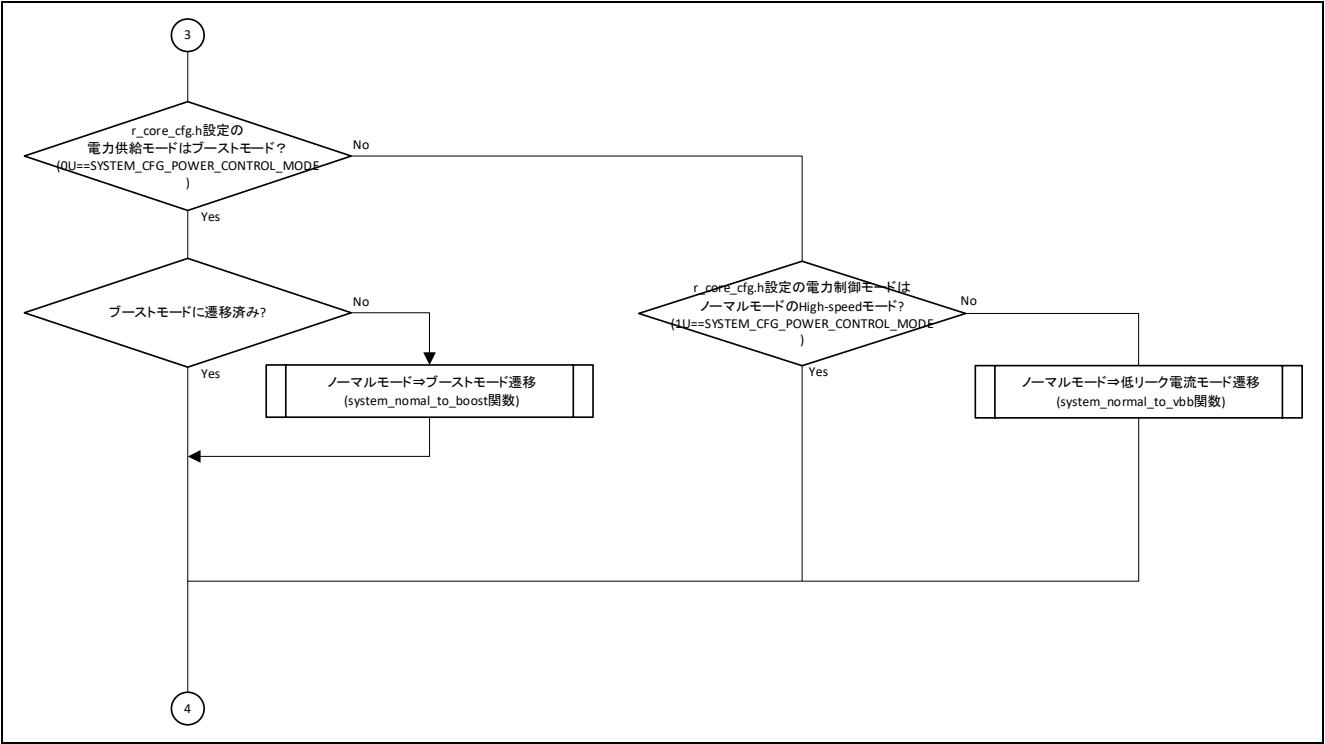 3
r_core_cfg.h設定の
電力供給モードはブーストモード？
(0U==SYSTEM_CFG_POWER_CONTROL_MODE
)
No
Yes
ブーストモードに遷移済み?
No
Yes
ノーマルモード⇒ブーストモード遷移
(system_nomal_to_boost関数)
r_core_cfg.h設定の電力制御モードは
ノーマルモードのHigh-speedモード?
(1U==SYSTEM_CFG_POWER_CONTROL_MODE
)
No
Yes
ノーマルモード⇒低リーク電流モード遷移
(system_normal_to_vbb関数)
4